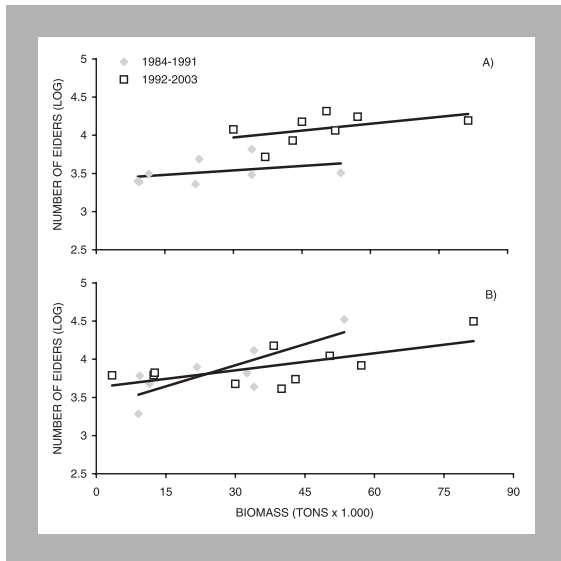 1984-1991
1992-2003
A)
NUMBER OF EIDERS (LOG)
5
4.5
4
3.5
3
2.5
B)
NUMBER OF EIDERS (LOG)
5
4.5
4
3.5
3
2.5
0 15 30 45 60 75 90
BIOMASS (TONS x 1.000)